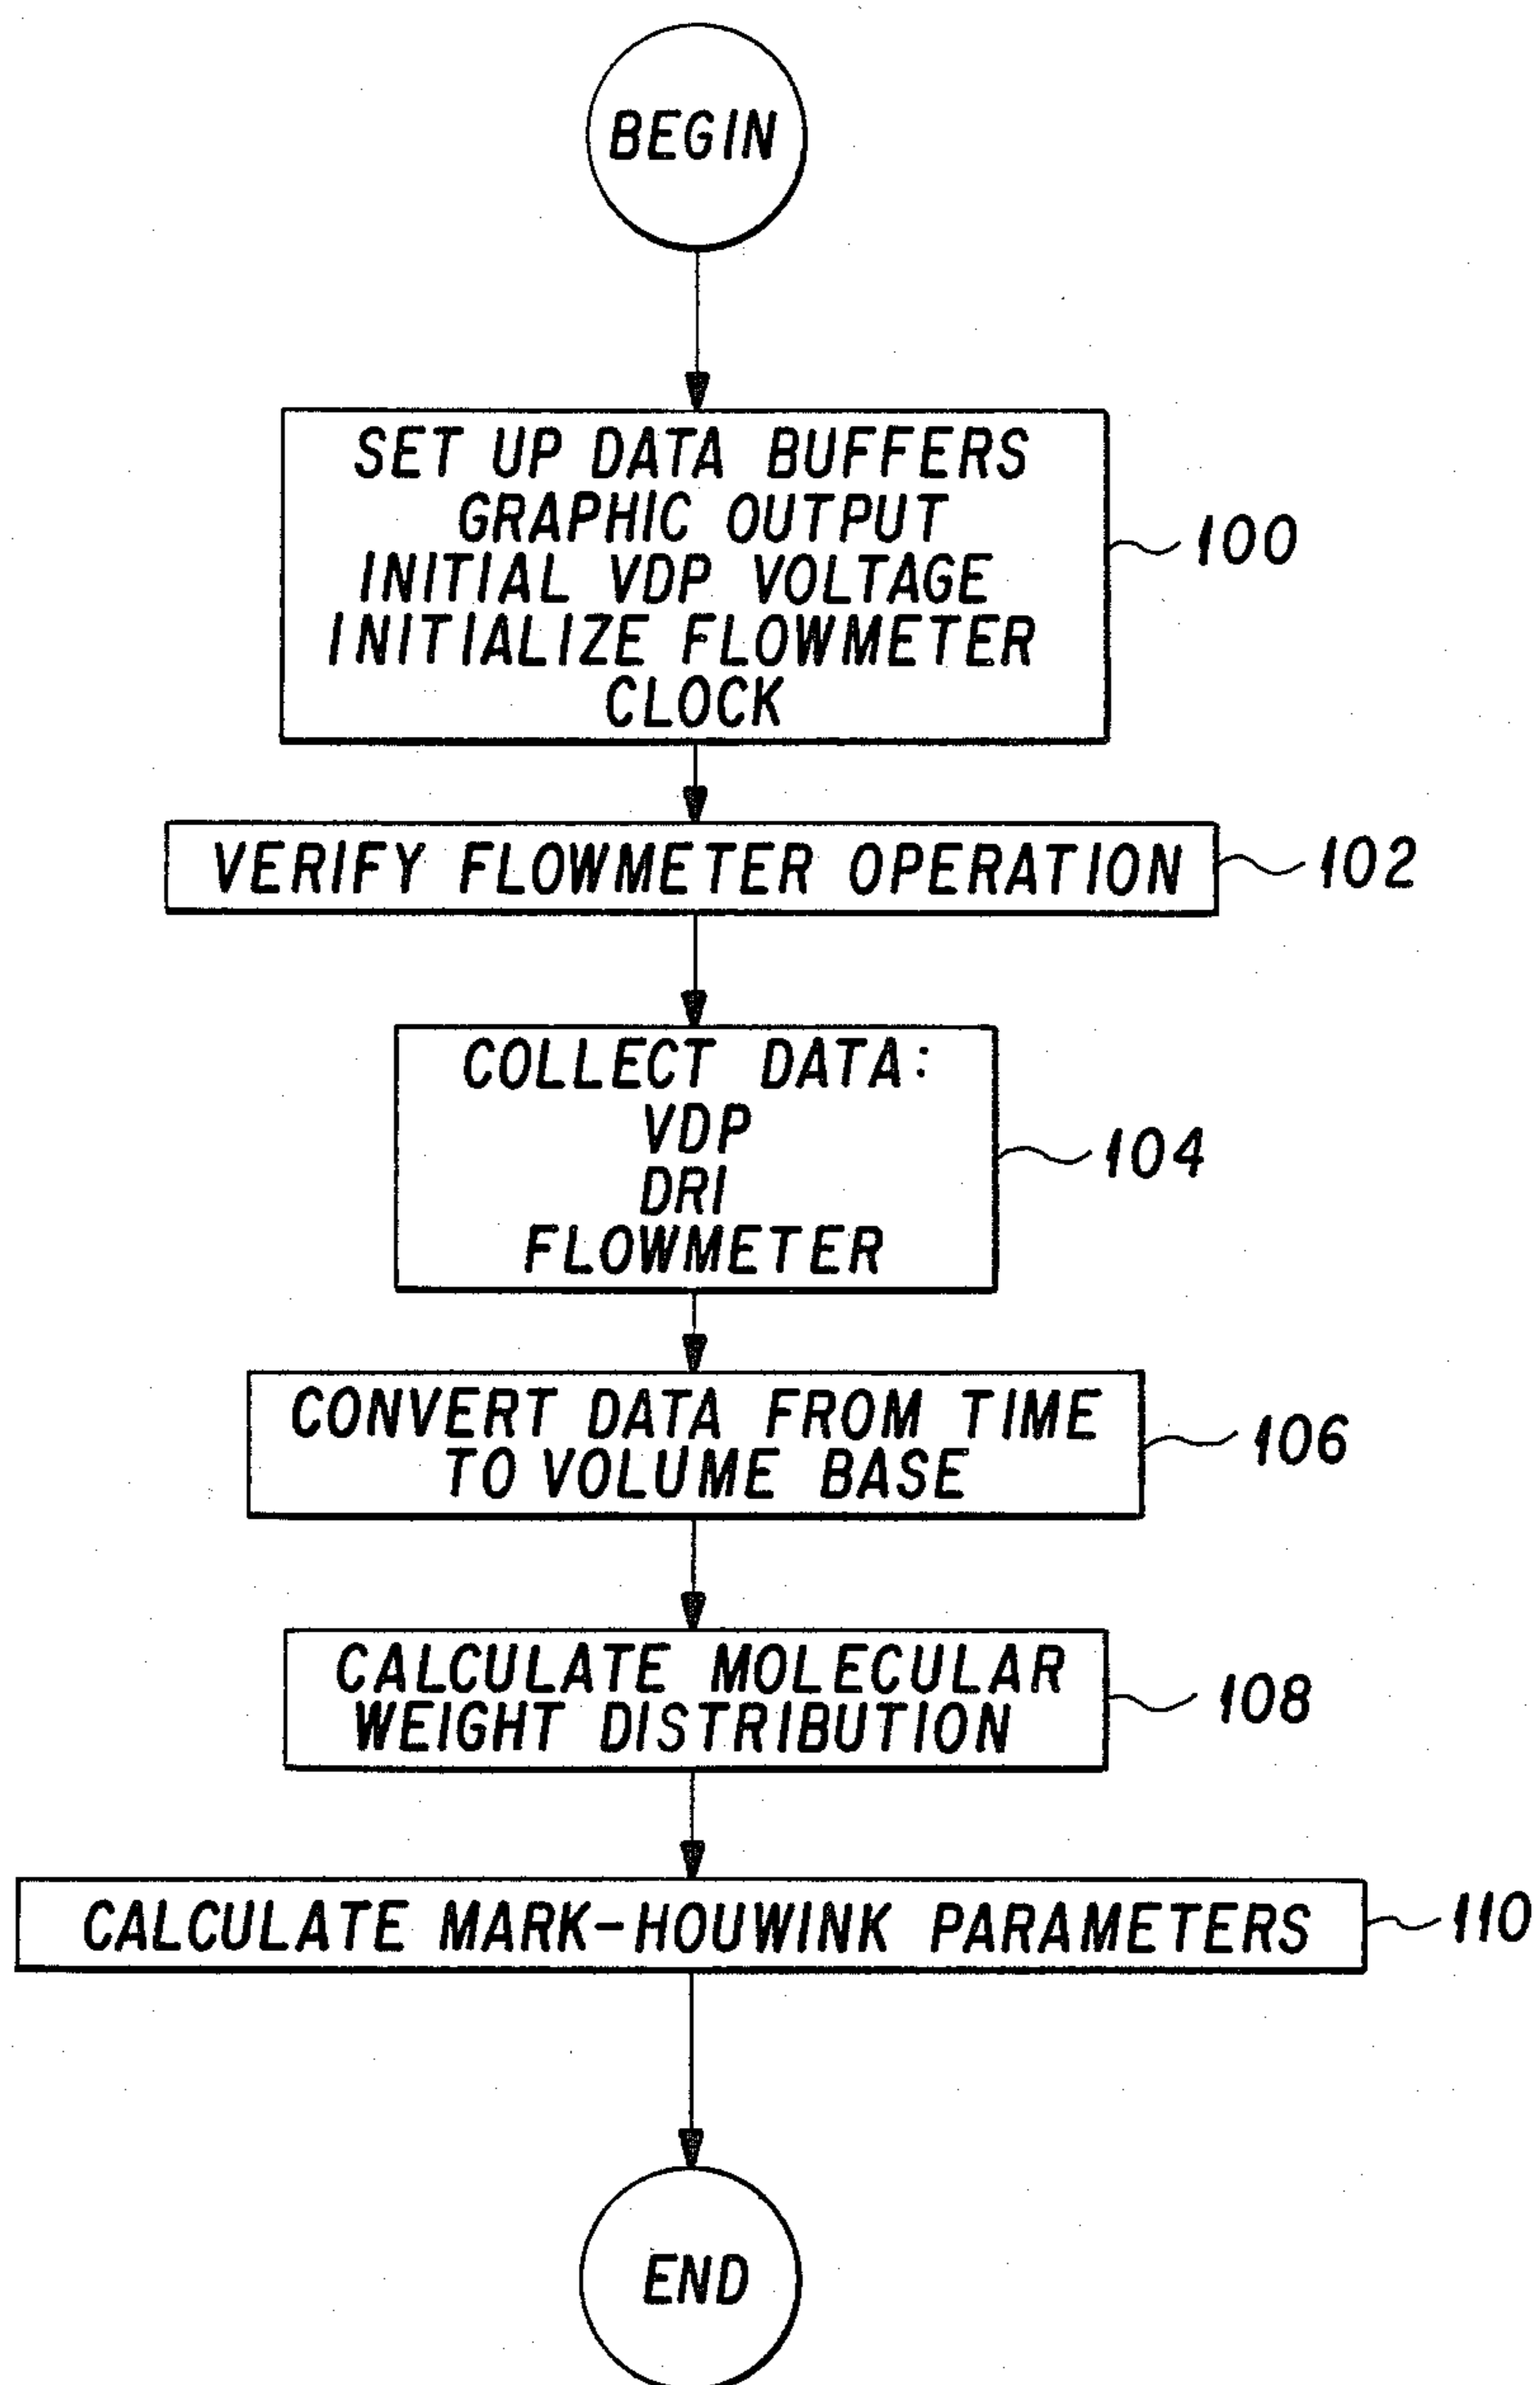 BEGIN
SET UP DATA BUFFERS
GRAPHIC OUTPUT
INITIAL VDP VOLTAGE
INITIALIZE FLOWMETER
CLOCK
100
VERIFY FLOWMETER OPERATION
102
COLLECT DATA:
VDP
DRI
FLOWMETER
104
CONVERT DATA FROM TIME
TO VOLUME BASE
106
CALCULATE MOLECULAR
WEIGHT DISTRIBUTION
108
CALCULATE MARK-HOUWINK PARAMETERS
110
END